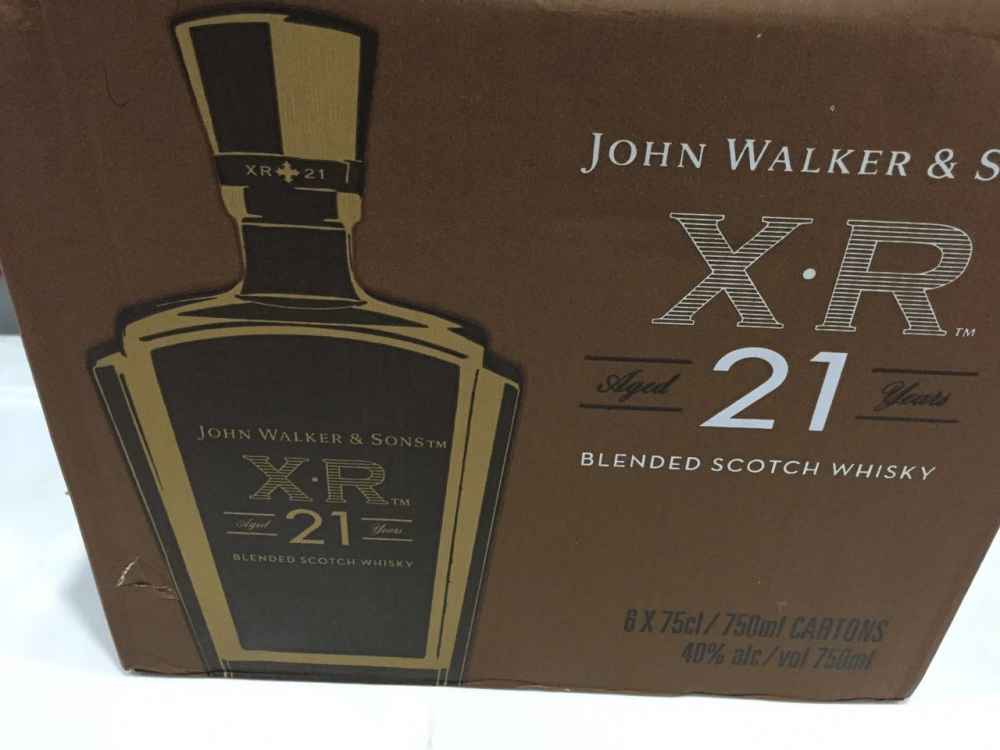 XR 21
JOHN WALKER & SONS™
X·R™
Aged 21 Years
BLENDED SCOTCH WHISKY
JOHN WALKER & S
X·R™
Aged 21 Years
BLENDED SCOTCH WHISKY
6 X 75cl / 750ml CARTONS
40% alc/vol 750ml